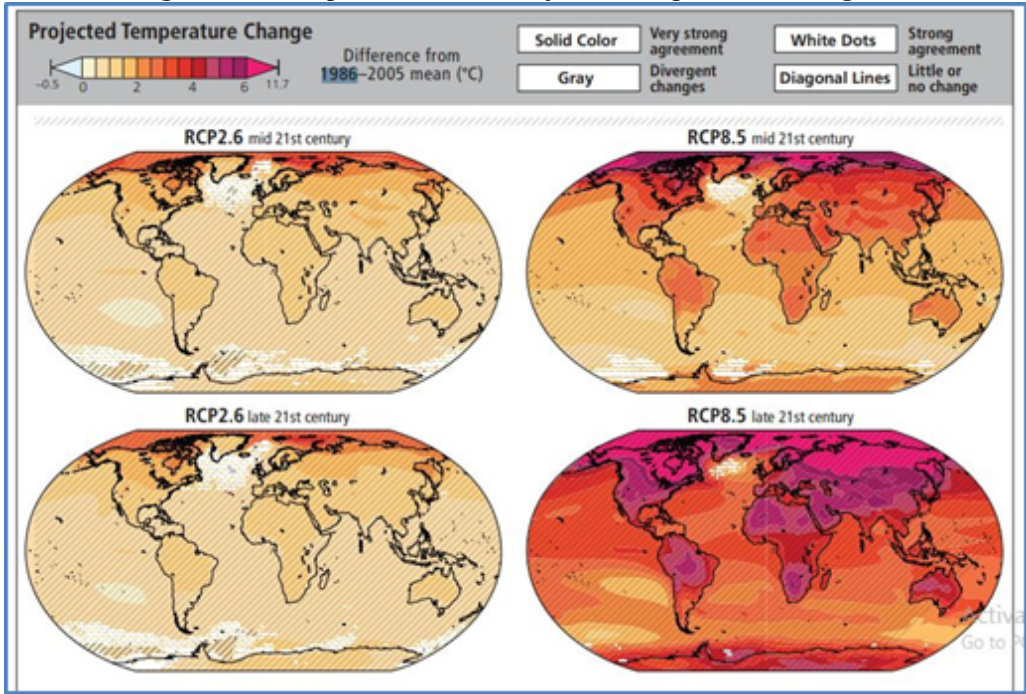 Projected Temperature Change
-0.5 0 2 4 6 11.7
Difference from
1986–2005 mean (°C)
Solid Color
Very strong
agreement
White Dots
Strong
agreement
Gray
Divergent
changes
Diagonal Lines
Little or
no change
RCP2.6 mid 21st century
RCP8.5 mid 21st century
RCP2.6 late 21st century
RCP8.5 late 21st century
Go to